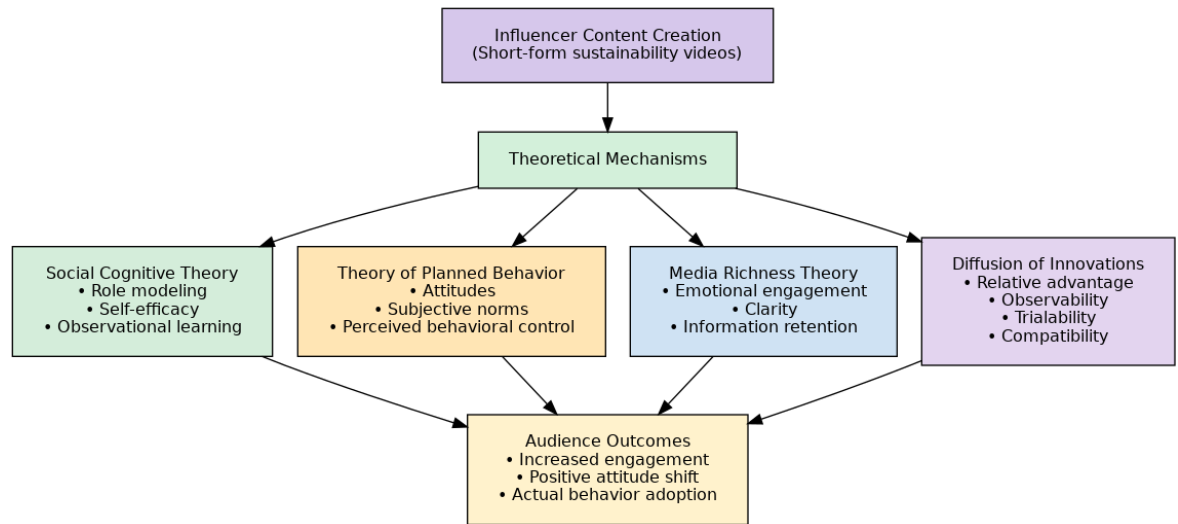 Influencer Content Creation
(Short-form sustainability videos)
Theoretical Mechanisms
Social Cognitive Theory
• Role modeling
• Self-efficacy
• Observational learning
Theory of Planned Behavior
• Attitudes
• Subjective norms
• Perceived behavioral control
Media Richness Theory
• Emotional engagement
• Clarity
• Information retention
Diffusion of Innovations
• Relative advantage
• Observability
• Trialability
• Compatibility
Audience Outcomes
• Increased engagement
• Positive attitude shift
• Actual behavior adoption